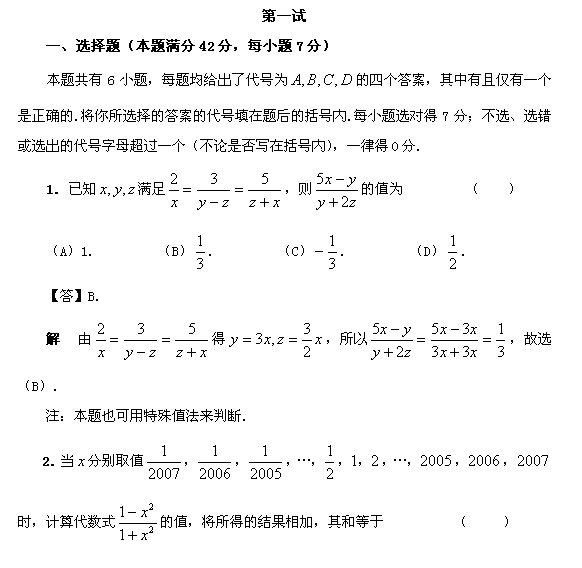 第一试
一、选择题（本题满分42分，每小题7分）
本题共有6小题，每题均给出了代号为A,B,C,D的四个答案，其中有且仅有一个
是正确的.将你所选择的答案的代号填在题后的括号内.每小题选对得7分；不选、选错
或选出的代号字母超过一个（不论是否写在括号内），一律得0分.
1. 已知x,y,z满足 2/x = 3/(y−z) = 5/(z+x)，则 (5x−y)/(y+2z) 的值为 （  ）
（A）1. （B）1/3. （C）−1/3. （D）1/2.
【答】B.
解 由 2/x = 3/(y−z) = 5/(z+x) 得 y=3x, z=3/2 x，所以 (5x−y)/(y+2z) = (5x−3x)/(3x+3x) = 1/3，故选
（B）.
注：本题也可用特殊值法来判断.
2. 当x分别取值 1/2007，1/2006，1/2005，…，1/2，1，2，…，2005，2006，2007
时，计算代数式 (1−x²)/(1+x²) 的值，将所得的结果相加，其和等于 （  ）